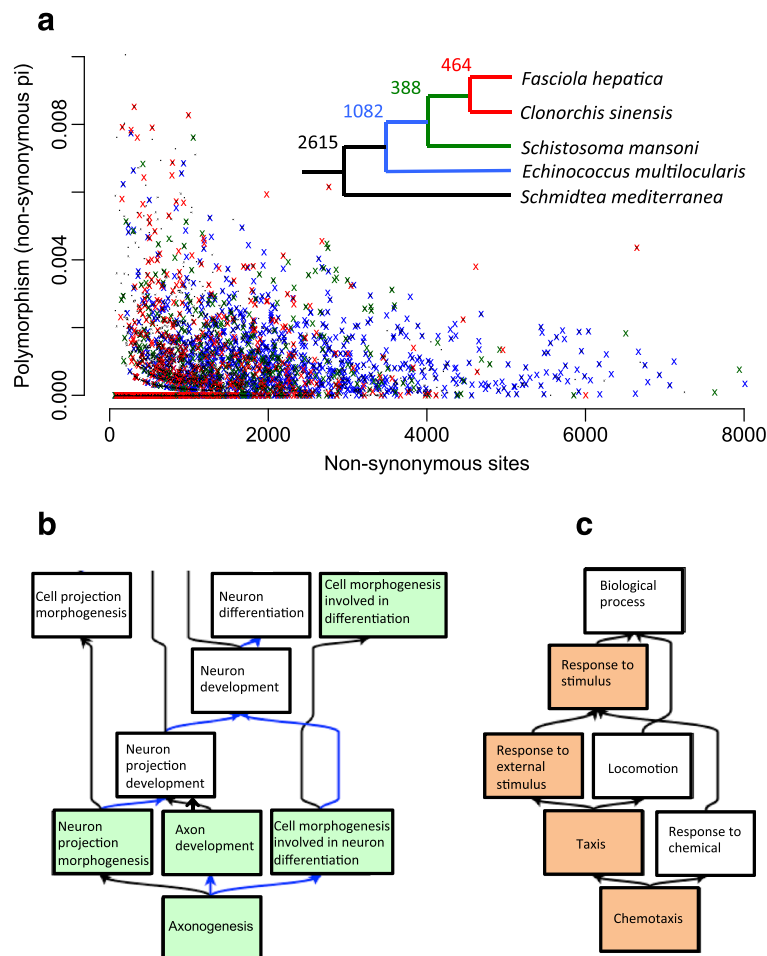 a
Polymorphism (non-synonymous pi)
0.008
0.004
0.000
464
388
1082
2615
Fasciola hepatica
Clonorchis sinensis
Schistosoma mansoni
Echinococcus multilocularis
Schmidtea mediterranea
0
2000
4000
6000
8000
Non-synonymous sites
b
Cell projection
morphogenesis
Neuron
differentiation
Cell morphogenesis
involved in
differentiation
Neuron
development
Neuron
projection
development
Neuron
projection
morphogenesis
Axon
development
Cell morphogenesis
involved in neuron
differentiation
Axonogenesis
c
Biological
process
Response to
stimulus
Response to
external
stimulus
Locomotion
Taxis
Response to
chemical
Chemotaxis